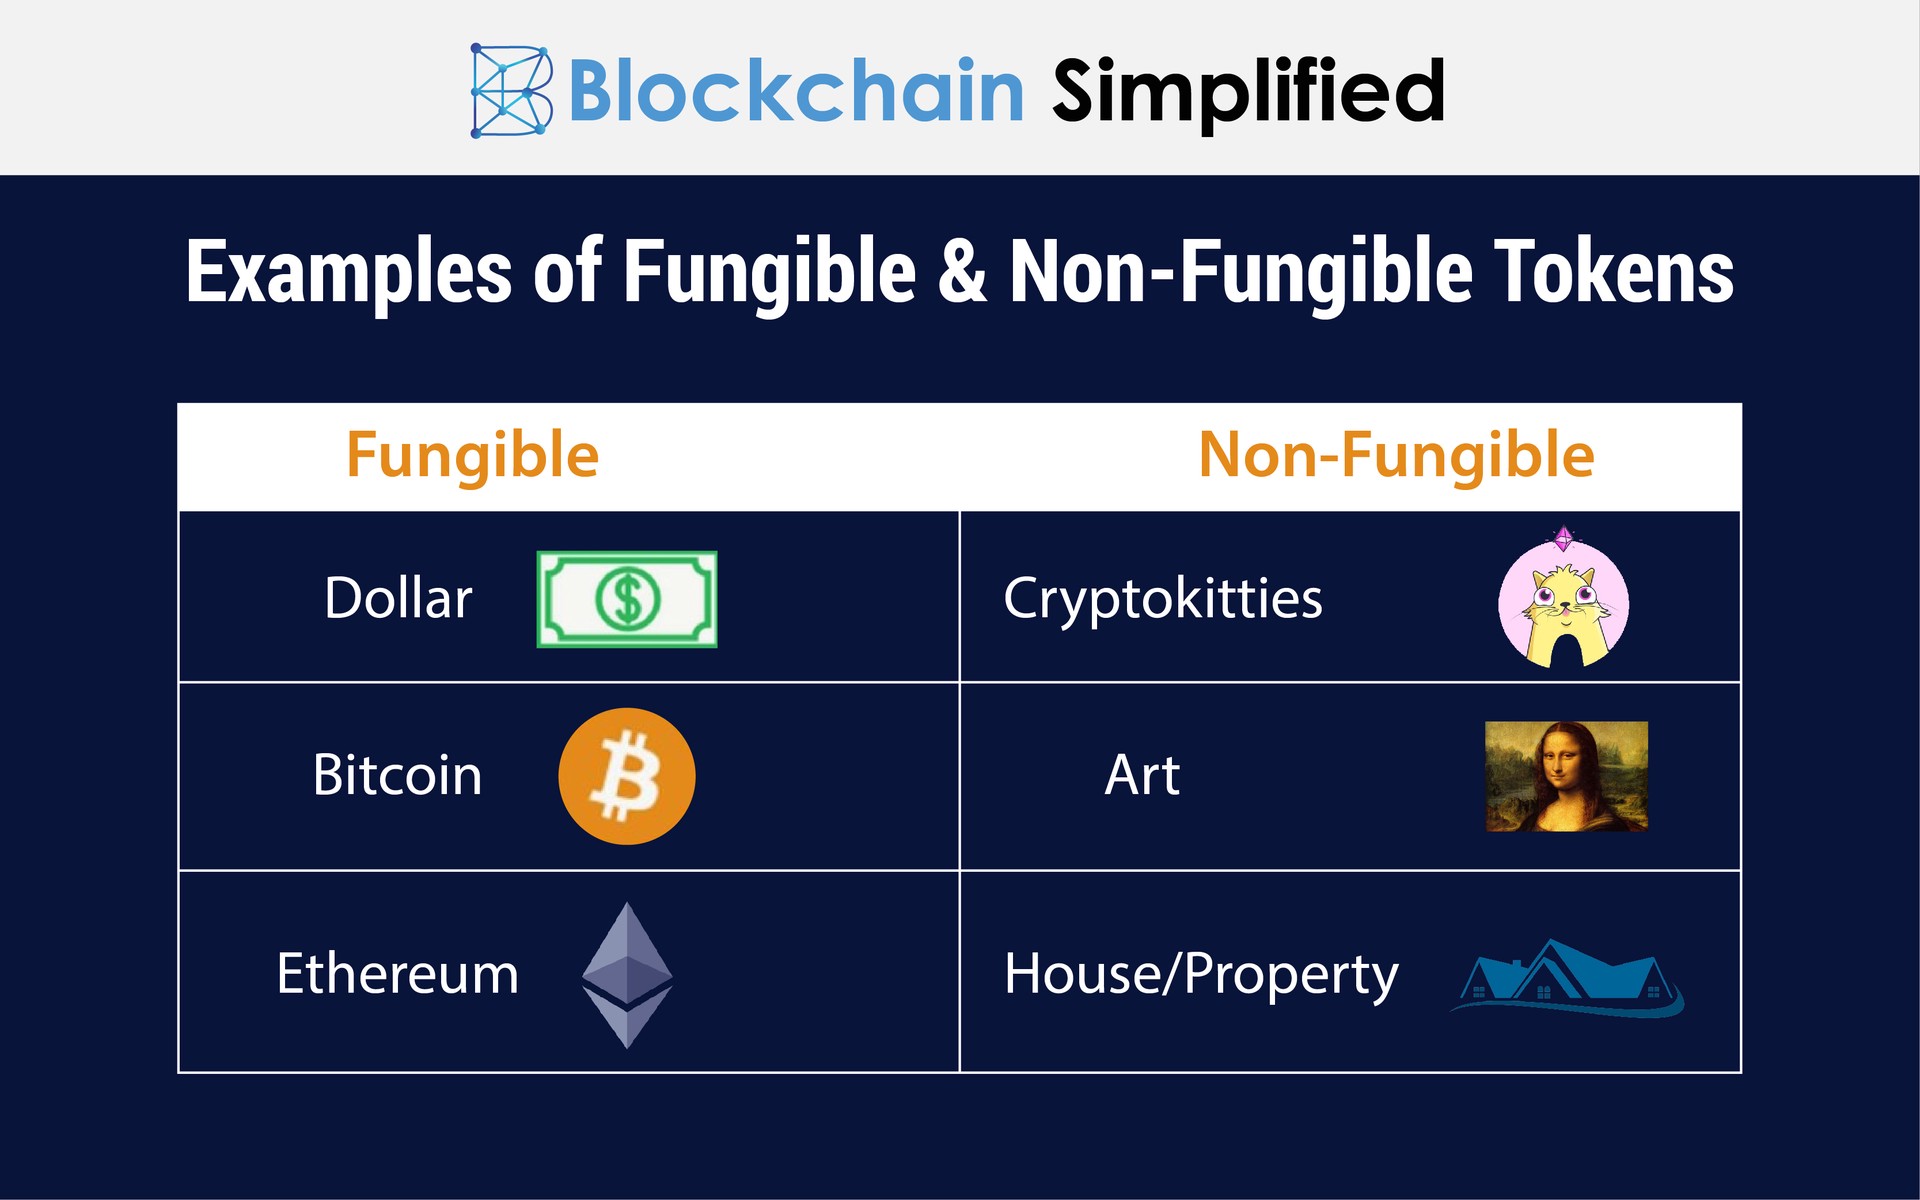 Blockchain Simplified
Examples of Fungible & Non-Fungible Tokens
Fungible Non-Fungible
Dollar $ Cryptokitties
Bitcoin ₿ Art
Ethereum House/Property